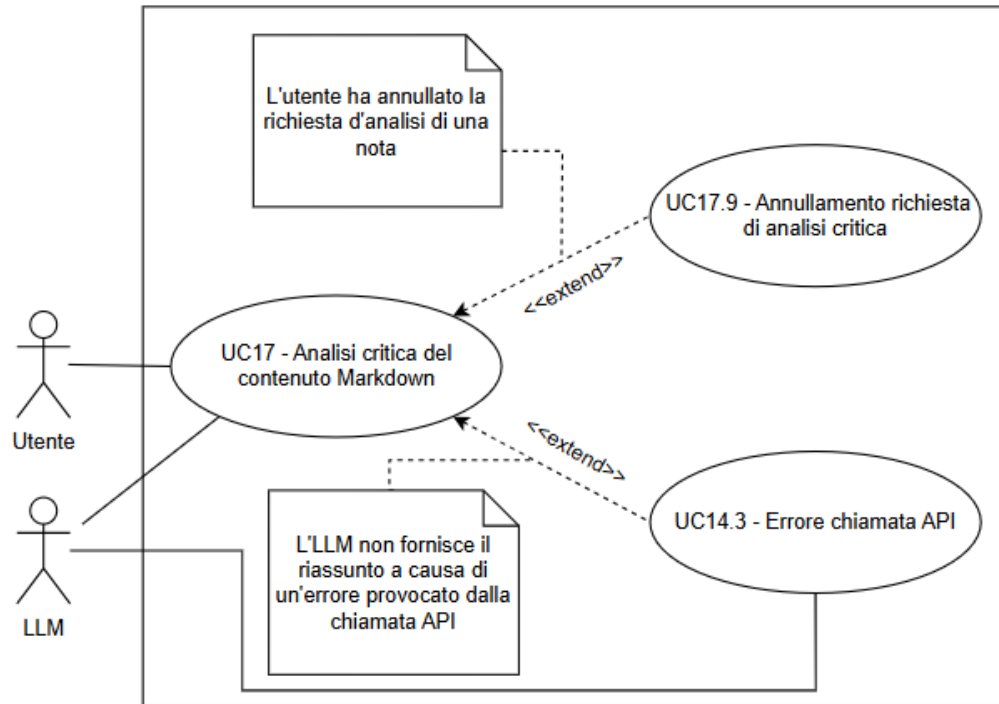 L'utente ha annullato la
richiesta d'analisi di una
nota
UC17.9 - Annullamento richiesta
di analisi critica
<<extend>>
UC17 - Analisi critica del
contenuto Markdown
Utente
<<extend>>
UC14.3 - Errore chiamata API
L'LLM non fornisce il
riassunto a causa di
un'errore provocato dalla
chiamata API
LLM